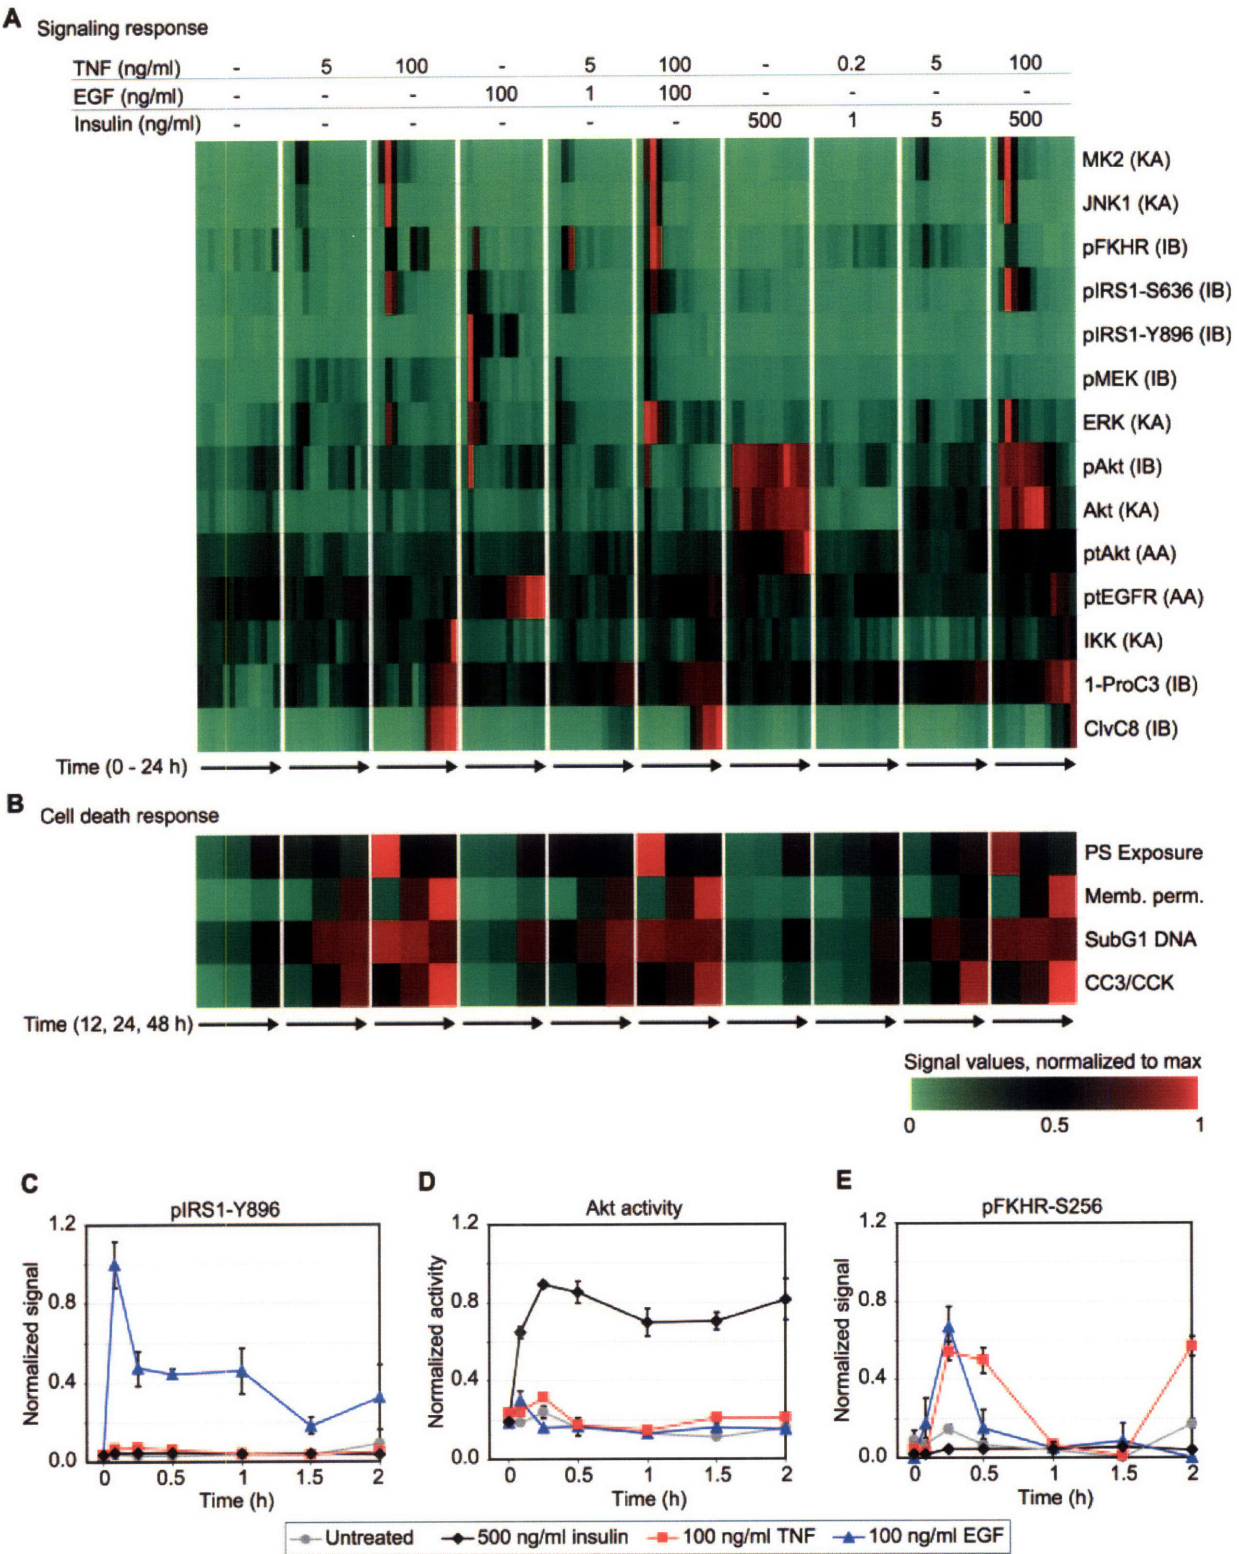 A Signaling response
TNF (ng/ml) - 5 100 - 5 100 - 0.2 5 100
EGF (ng/ml) - - - 100 1 100 - - - -
Insulin (ng/ml) - - - - - - 500 1 5 500
MK2 (KA)
JNK1 (KA)
pFKHR (IB)
pIRS1-S636 (IB)
pIRS1-Y896 (IB)
pMEK (IB)
ERK (KA)
pAkt (IB)
Akt (KA)
ptAkt (AA)
ptEGFR (AA)
IKK (KA)
1-ProC3 (IB)
ClvC8 (IB)
Time (0 - 24 h)
B Cell death response
PS Exposure
Memb. perm.
SubG1 DNA
CC3/CCK
Time (12, 24, 48 h)
Signal values, normalized to max
0 0.5 1
C
pIRS1-Y896
Normalized signal
1.2
0.8
0.4
0.0
0 0.5 1 1.5 2
Time (h)
D
Akt activity
Normalized activity
1.2
0.8
0.4
0.0
0 0.5 1 1.5 2
Time (h)
E
pFKHR-S256
Normalized signal
1.2
0.8
0.4
0.0
0 0.5 1 1.5 2
Time (h)
Untreated 500 ng/ml insulin 100 ng/ml TNF 100 ng/ml EGF